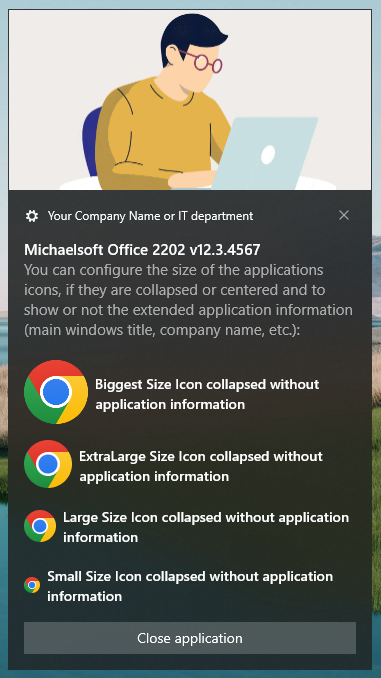 Your Company Name or IT department
Michaelsoft Office 2202 v12.3.4567
You can configure the size of the applications
icons, if they are collapsed or centered and to
show or not the extended application information
(main windows title, company name, etc.):
Biggest Size Icon collapsed without
application information
ExtraLarge Size Icon collapsed without
application information
Large Size Icon collapsed without application
information
Small Size Icon collapsed without application
information
Close application